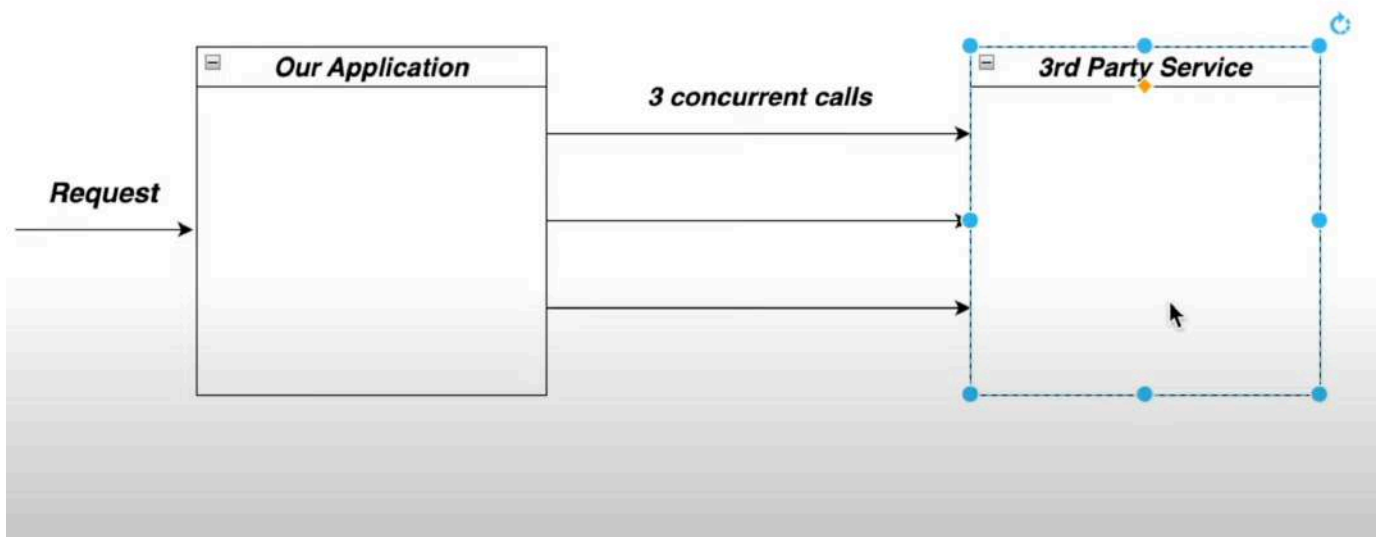 Our Application
3rd Party Service
3 concurrent calls
Request